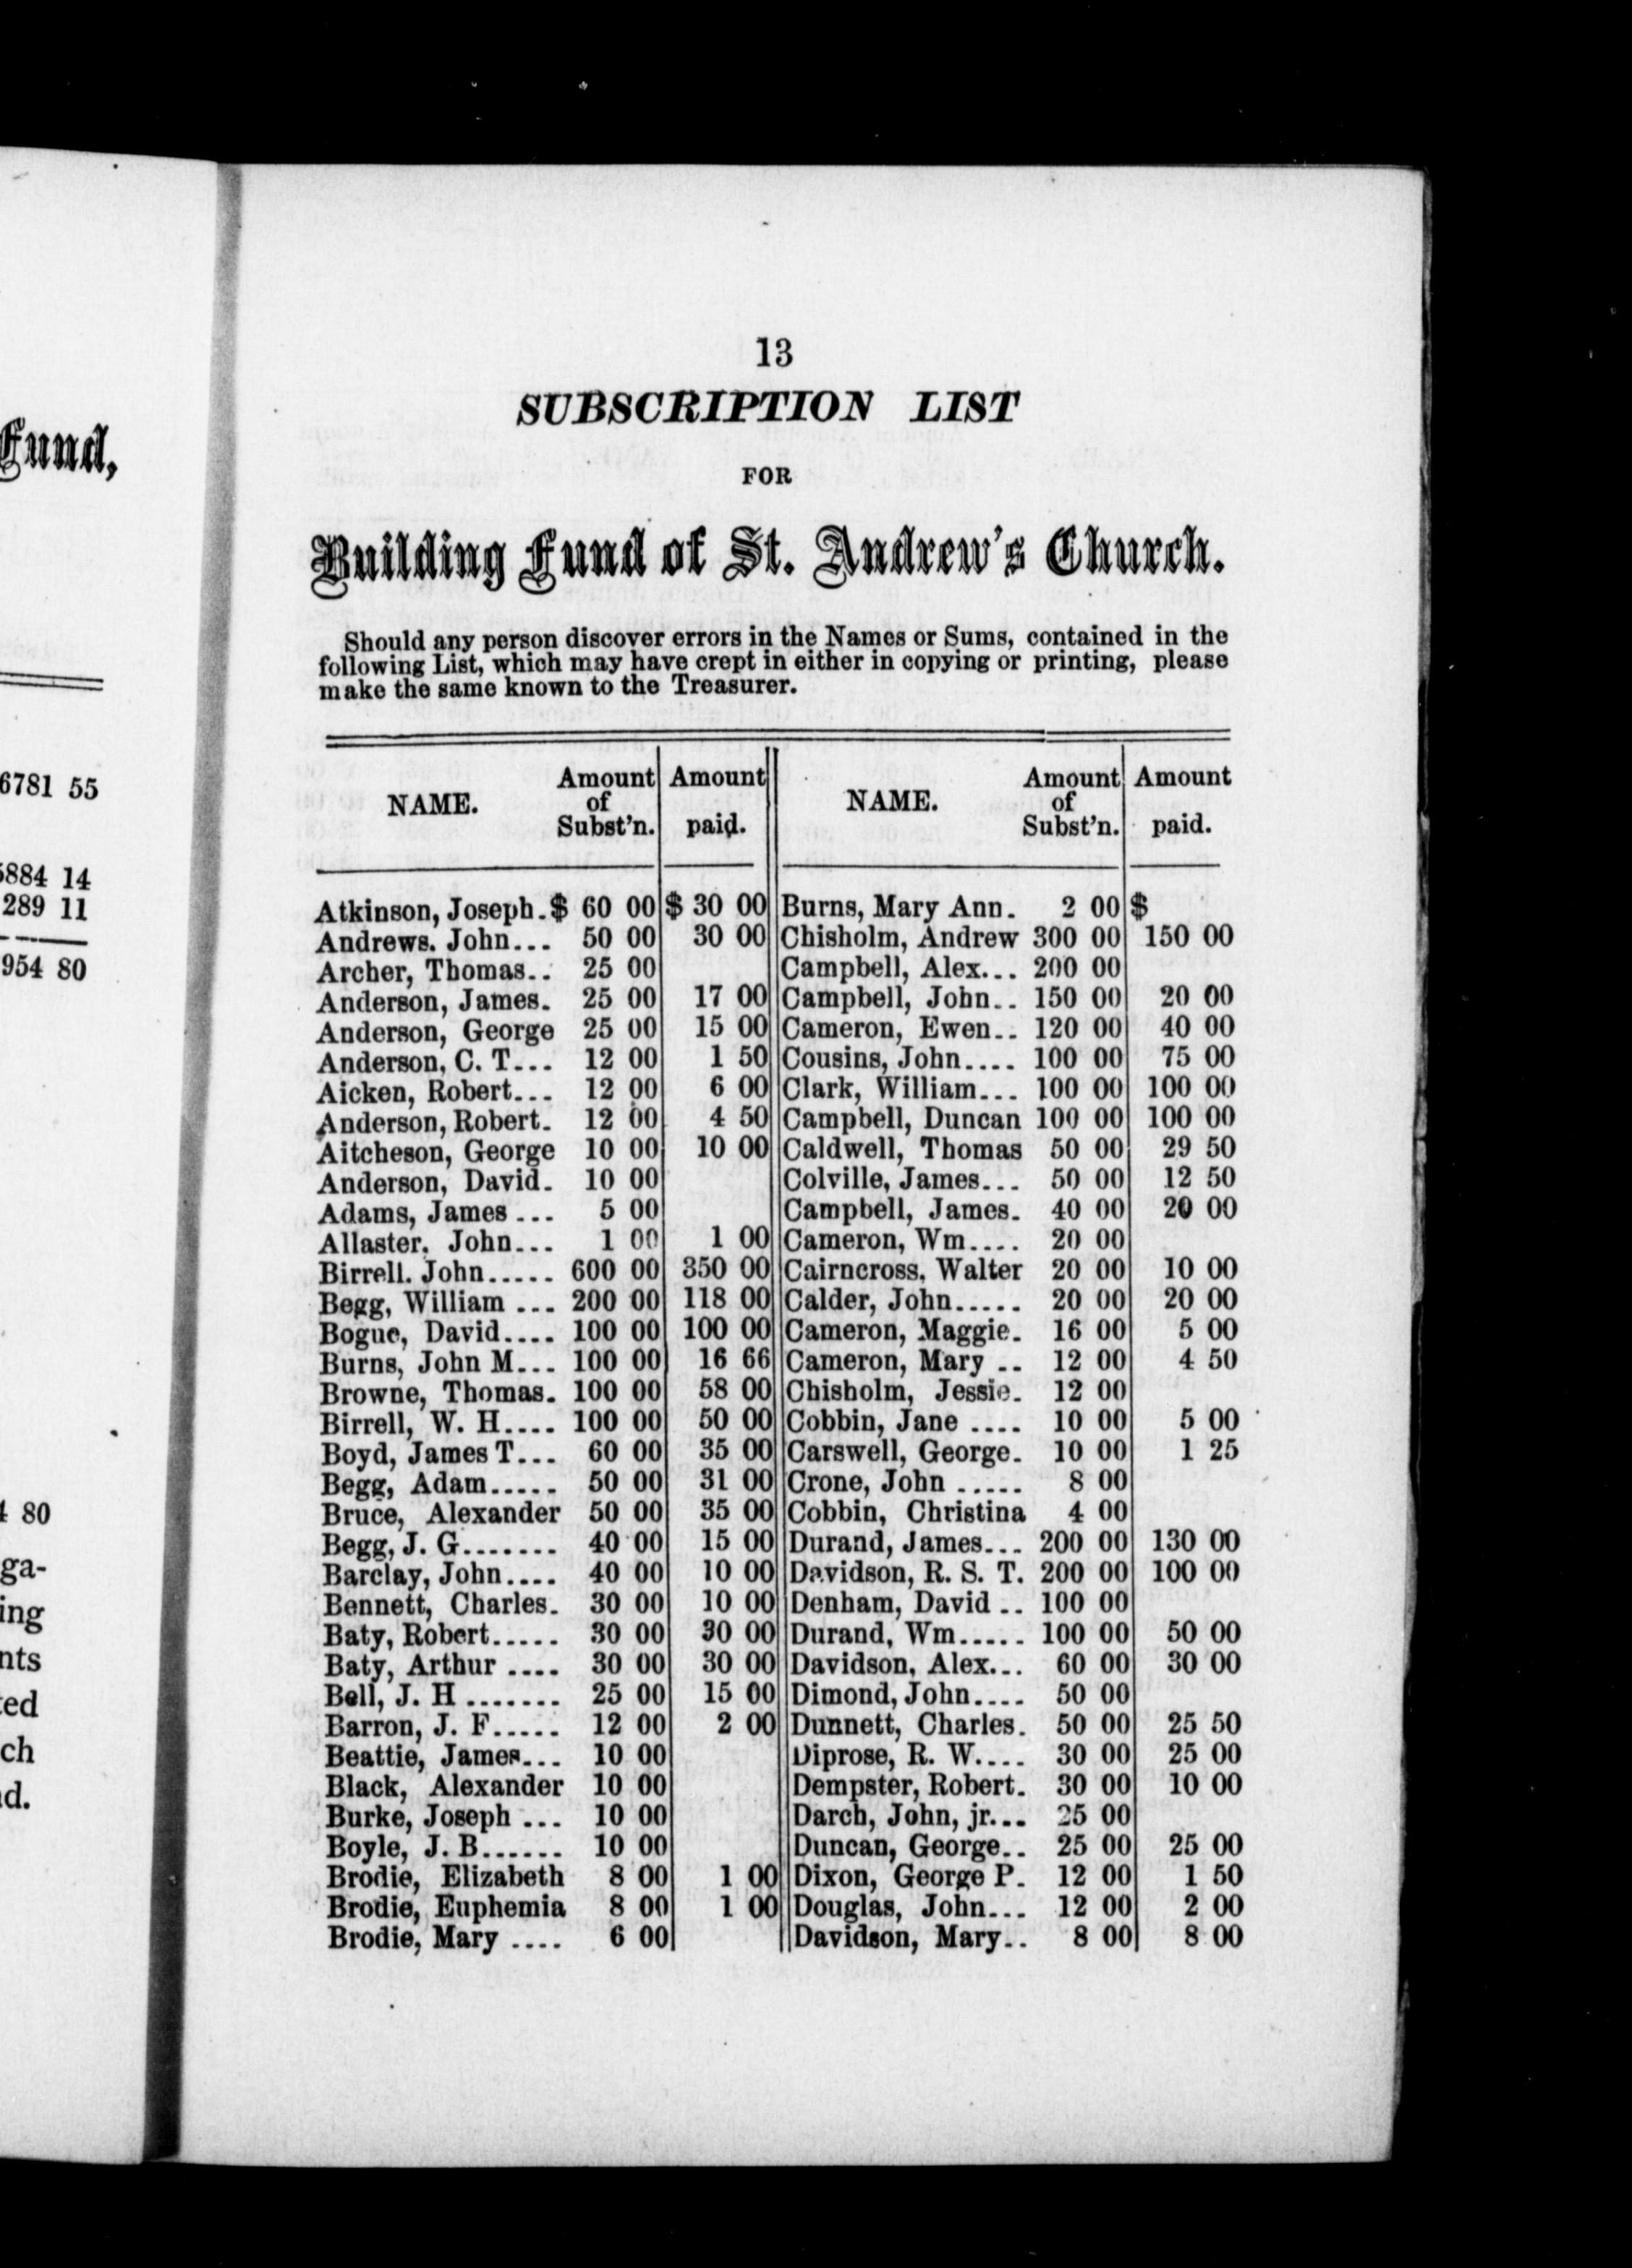 Fund,
6781 55
5884 14
289 11
954 80
4 80
ga-
ing
nts
ted
ch
d.
13
SUBSCRIPTION LIST
FOR
Building Fund of St. Andrew's Church.
Should any person discover errors in the Names or Sums, contained in the
following List, which may have crept in either in copying or printing, please
make the same known to the Treasurer.
NAME. Amount of Subst'n. Amount paid. NAME. Amount of Subst'n. Amount paid.
Atkinson, Joseph. $ 60 00 $ 30 00 Burns, Mary Ann. 2 00 $
Andrews. John... 50 00 30 00 Chisholm, Andrew 300 00 150 00
Archer, Thomas.. 25 00 Campbell, Alex... 200 00
Anderson, James. 25 00 17 00 Campbell, John.. 150 00 20 00
Anderson, George 25 00 15 00 Cameron, Ewen.. 120 00 40 00
Anderson, C. T... 12 00 1 50 Cousins, John.... 100 00 75 00
Aicken, Robert... 12 00 6 00 Clark, William... 100 00 100 00
Anderson, Robert. 12 00 4 50 Campbell, Duncan 100 00 100 00
Aitcheson, George 10 00 10 00 Caldwell, Thomas 50 00 29 50
Anderson, David. 10 00 Colville, James... 50 00 12 50
Adams, James ... 5 00 Campbell, James. 40 00 20 00
Allaster, John... 1 00 1 00 Cameron, Wm.... 20 00
Birrell. John..... 600 00 350 00 Cairncross, Walter 20 00 10 00
Begg, William ... 200 00 118 00 Calder, John..... 20 00 20 00
Bogue, David.... 100 00 100 00 Cameron, Maggie. 16 00 5 00
Burns, John M... 100 00 16 66 Cameron, Mary .. 12 00 4 50
Browne, Thomas. 100 00 58 00 Chisholm, Jessie. 12 00
Birrell, W. H.... 100 00 50 00 Cobbin, Jane .... 10 00 5 00
Boyd, James T... 60 00 35 00 Carswell, George. 10 00 1 25
Begg, Adam..... 50 00 31 00 Crone, John ..... 8 00
Bruce, Alexander 50 00 35 00 Cobbin, Christina 4 00
Begg, J. G....... 40 00 15 00 Durand, James... 200 00 130 00
Barclay, John.... 40 00 10 00 Davidson, R. S. T. 200 00 100 00
Bennett, Charles. 30 00 10 00 Denham, David .. 100 00
Baty, Robert..... 30 00 30 00 Durand, Wm..... 100 00 50 00
Baty, Arthur .... 30 00 30 00 Davidson, Alex... 60 00 30 00
Bell, J. H ....... 25 00 15 00 Dimond, John.... 50 00
Barron, J. F..... 12 00 2 00 Dunnett, Charles. 50 00 25 50
Beattie, James... 10 00 Diprose, R. W.... 30 00 25 00
Black, Alexander 10 00 Dempster, Robert. 30 00 10 00
Burke, Joseph ... 10 00 Darch, John, jr... 25 00
Boyle, J. B...... 10 00 Duncan, George.. 25 00 25 00
Brodie, Elizabeth 8 00 1 00 Dixon, George P. 12 00 1 50
Brodie, Euphemia 8 00 1 00 Douglas, John... 12 00 2 00
Brodie, Mary .... 6 00 Davidson, Mary.. 8 00 8 00